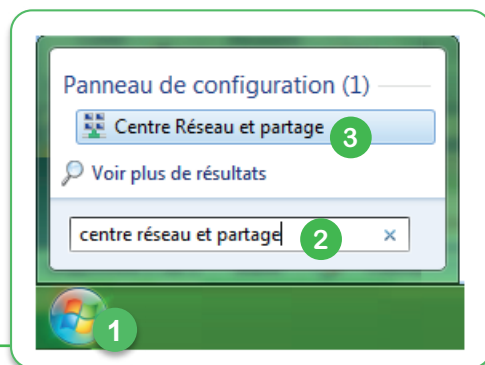 Panneau de configuration (1)
Centre Réseau et partage 3
Voir plus de résultats
centre réseau et partage 2 ×
1